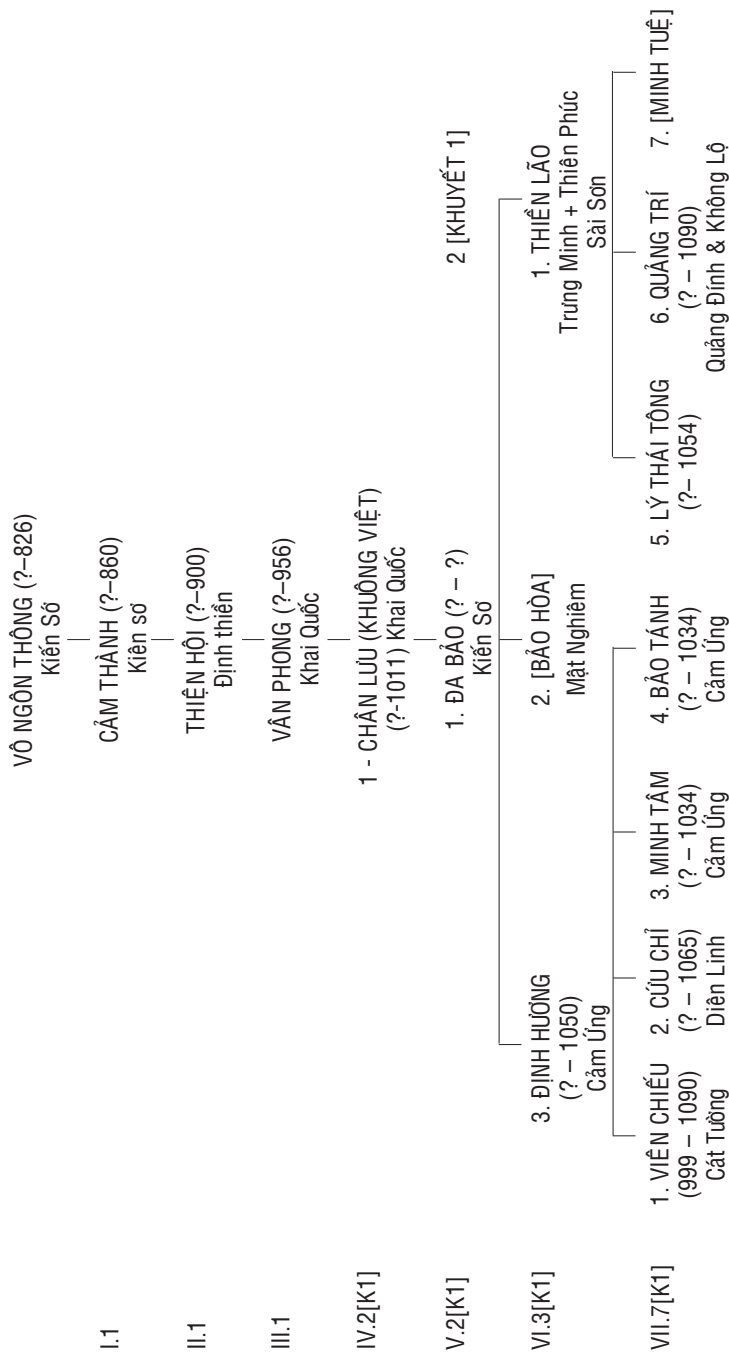 VÔ NGÔN THÔNG (?–826)
Kiến Sớ
I.1
CẢM THÀNH (?–860)
Kiên sơ
II.1
THIỆN HỘI (?–900)
Định thiền
III.1
VÂN PHONG (?–956)
Khai Quốc
IV.2[K1]
1 - CHÂN LƯU (KHUÔNG VIỆT)
(?-1011) Khai Quốc
V.2[K1]
1. ĐA BẢO (? – ?)
Kiến Sơ
2 [KHUYẾT 1]
VI.3[K1]
3. ĐỊNH HƯƠNG
(? – 1050)
Cảm Ứng
2. [BẢO HÒA]
Mật Nghiêm
1. THIỀN LÃO
Trưng Minh + Thiên Phúc
Sài Sơn
VII.7[K1]
1. VIÊN CHIẾU
(999 – 1090)
Cát Tường
2. CỨU CHỈ
(? – 1065)
Diên Linh
3. MINH TÂM
(? – 1034)
Cảm Ứng
4. BẢO TÁNH
(? – 1034)
Cảm Ứng
5. LÝ THÁI TÔNG
(?– 1054)
6. QUẢNG TRÍ
(? – 1090)
Quảng Đính & Không Lộ
7. [MINH TUỆ]